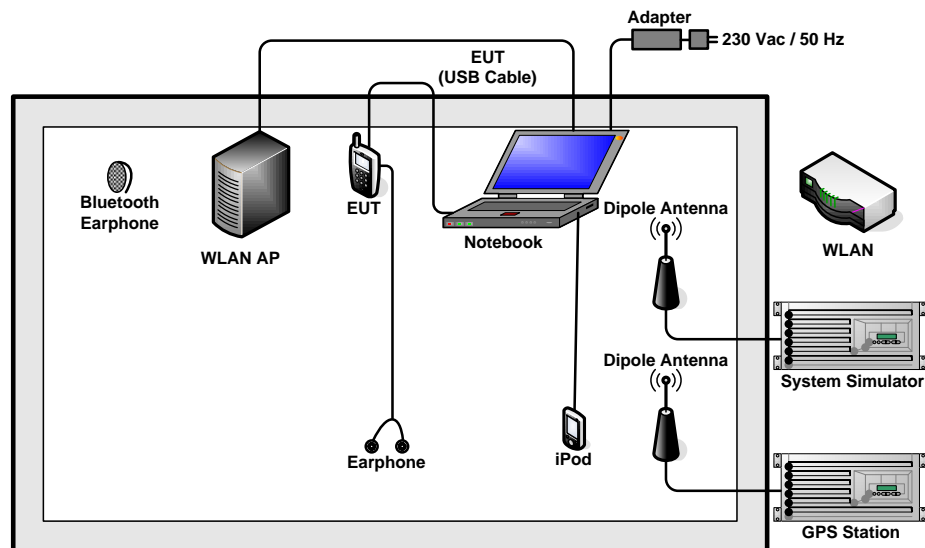 Adapter
230 Vac / 50 Hz
EUT
(USB Cable)
Bluetooth
Earphone
WLAN AP
EUT
Notebook
Dipole Antenna
WLAN
System Simulator
Dipole Antenna
Earphone
iPod
GPS Station